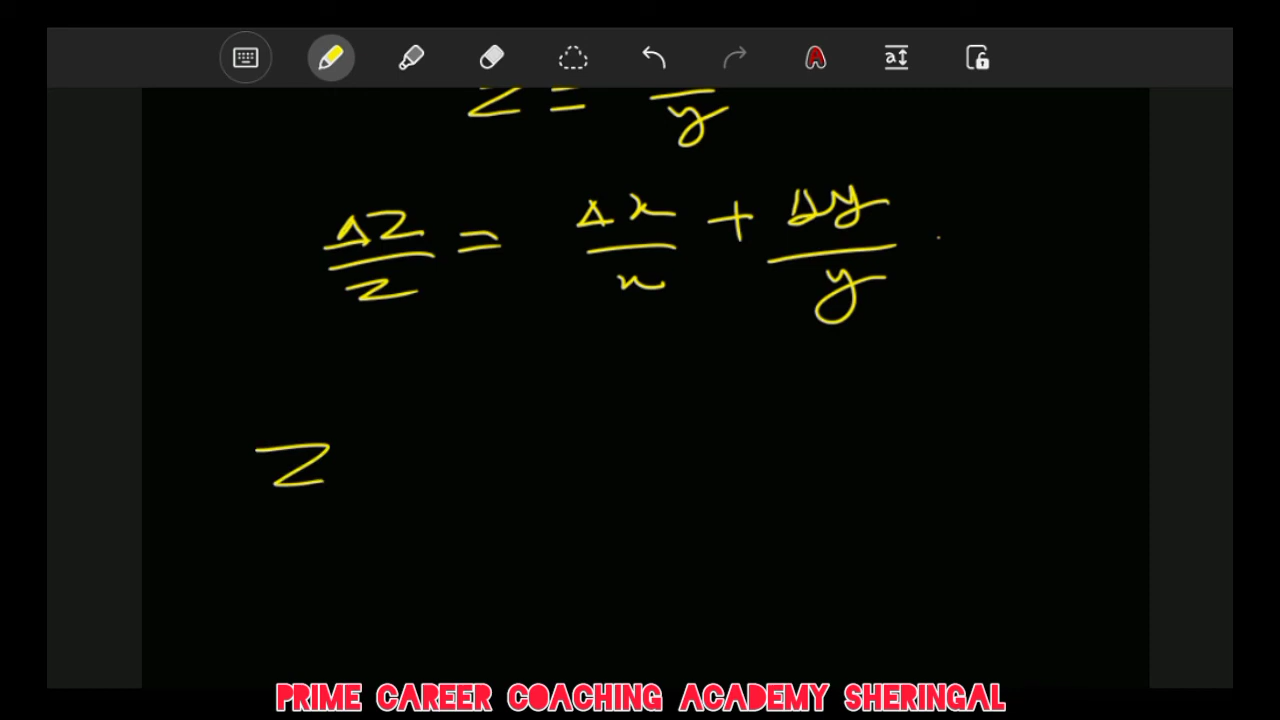 a
Z = — / y
ΔZ/Z = Δx/x + Δy/y
Z
PRIME CAREER COACHING ACADEMY SHERINGAL